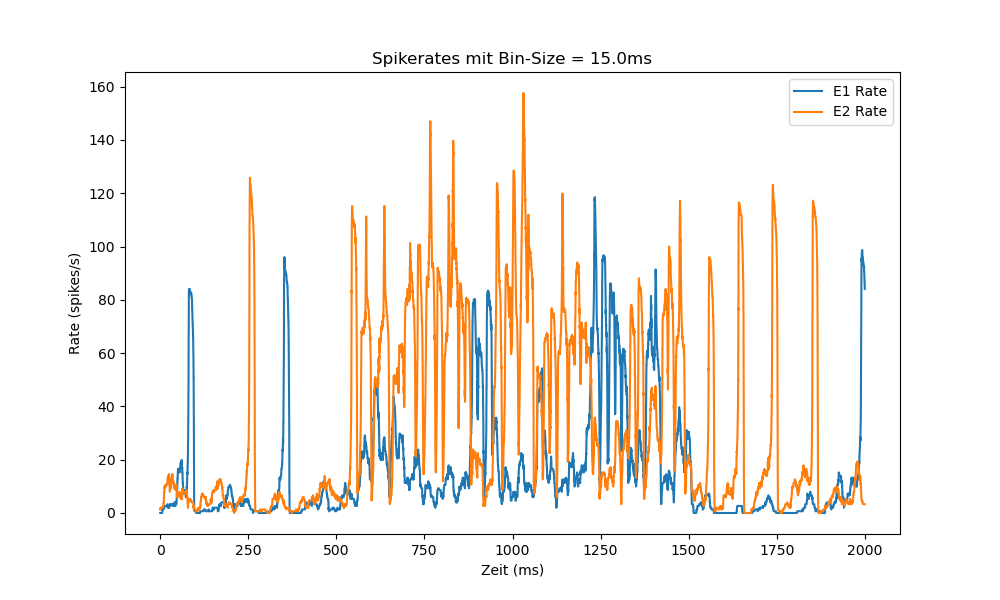 Spikerates mit Bin-Size = 15.0ms
E1 Rate
E2 Rate
160
140
120
100
80
60
40
20
0
Rate (spikes/s)
0 250 500 750 1000 1250 1500 1750 2000
Zeit (ms)